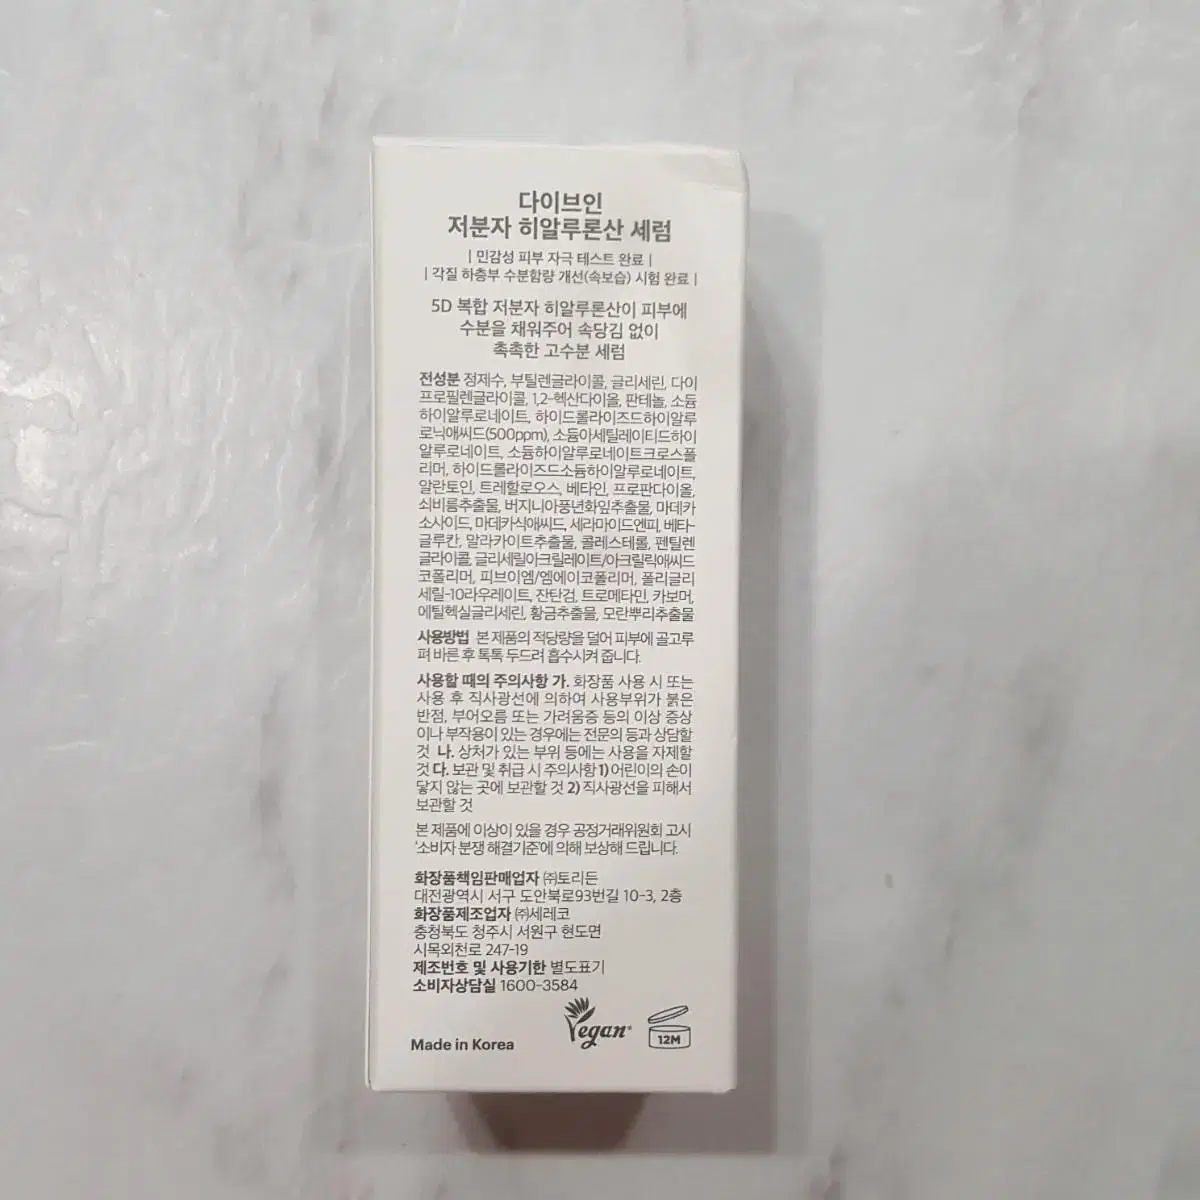 다이브인
저분자 히알루론산 세럼
| 민감성 피부 자극 테스트 완료 |
| 각질 하층부 수분함량 개선(속보습) 시험 완료 |
5D 복합 저분자 히알루론산이 피부에
수분을 채워주어 속당김 없이
촉촉한 고수분 세럼
전성분 정제수, 부틸렌글라이콜, 글리세린, 다이
프로필렌글라이콜, 1,2-헥산다이올, 판테놀, 소듐
하이알루로네이트, 하이드롤라이즈드하이알루
로닉애씨드(500ppm), 소듐아세틸레이티드하이
알루로네이트, 소듐하이알루로네이트크로스폴
리머, 하이드롤라이즈드소듐하이알루로네이트,
알란토인, 트레할로오스, 베타인, 프로판다이올,
쇠비름추출물, 버지니아풍년화잎추출물, 마데카
소사이드, 마데카식애씨드, 세라마이드엔피, 베타-
글루칸, 말라카이트추출물, 콜레스테롤, 펜틸렌
글라이콜, 글리세릴아크릴레이트/아크릴릭애씨드
코폴리머, 피브이엠/엠에이코폴리머, 폴리글리
세릴-10라우레이트, 잔탄검, 트로메타민, 카보머,
에틸헥실글리세린, 황금추출물, 모란뿌리추출물
사용방법 본 제품의 적당량을 덜어 피부에 골고루
펴 바른 후 톡톡 두드려 흡수시켜 줍니다.
사용할 때의 주의사항 가. 화장품 사용 시 또는
사용 후 직사광선에 의하여 사용부위가 붉은
반점, 부어오름 또는 가려움증 등의 이상 증상
이나 부작용이 있는 경우에는 전문의 등과 상담할
것 나. 상처가 있는 부위 등에는 사용을 자제할
것 다. 보관 및 취급 시 주의사항 1) 어린이의 손이
닿지 않는 곳에 보관할 것 2) 직사광선을 피해서
보관할 것
본 제품에 이상이 있을 경우 공정거래위원회 고시
'소비자 분쟁 해결기준'에 의해 보상해 드립니다.
화장품책임판매업자 ㈜토리든
대전광역시 서구 도안북로93번길 10-3, 2층
화장품제조업자 ㈜세레코
충청북도 청주시 서원구 현도면
시목외천로 247-19
제조번호 및 사용기한 별도표기
소비자상담실 1600-3584
Vegan®
12M
Made in Korea